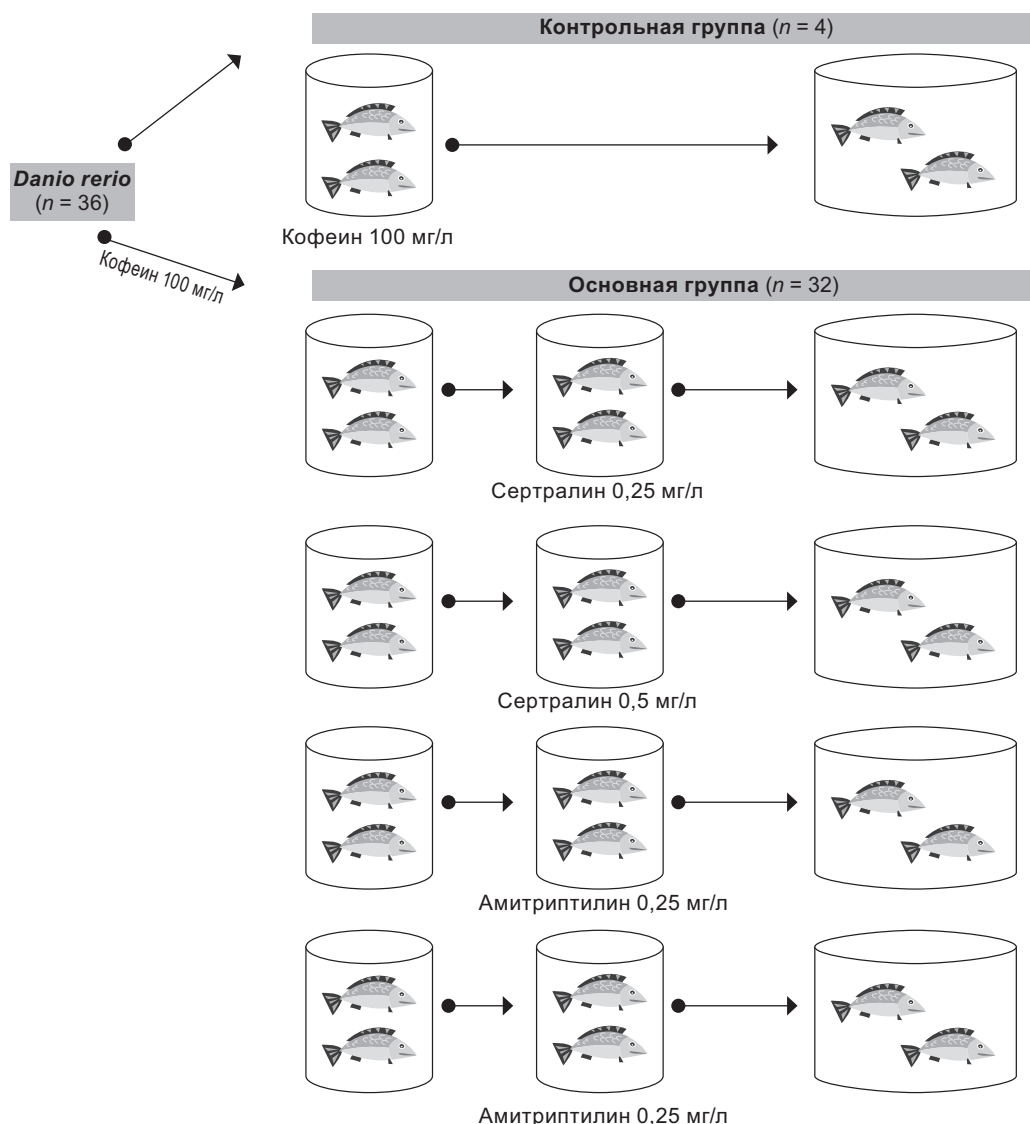 Контрольная группа (n = 4)
Danio rerio
(n = 36)
Кофеин 100 мг/л
Кофеин 100 мг/л
Основная группа (n = 32)
Сертралин 0,25 мг/л
Сертралин 0,5 мг/л
Амитриптилин 0,25 мг/л
Амитриптилин 0,25 мг/л